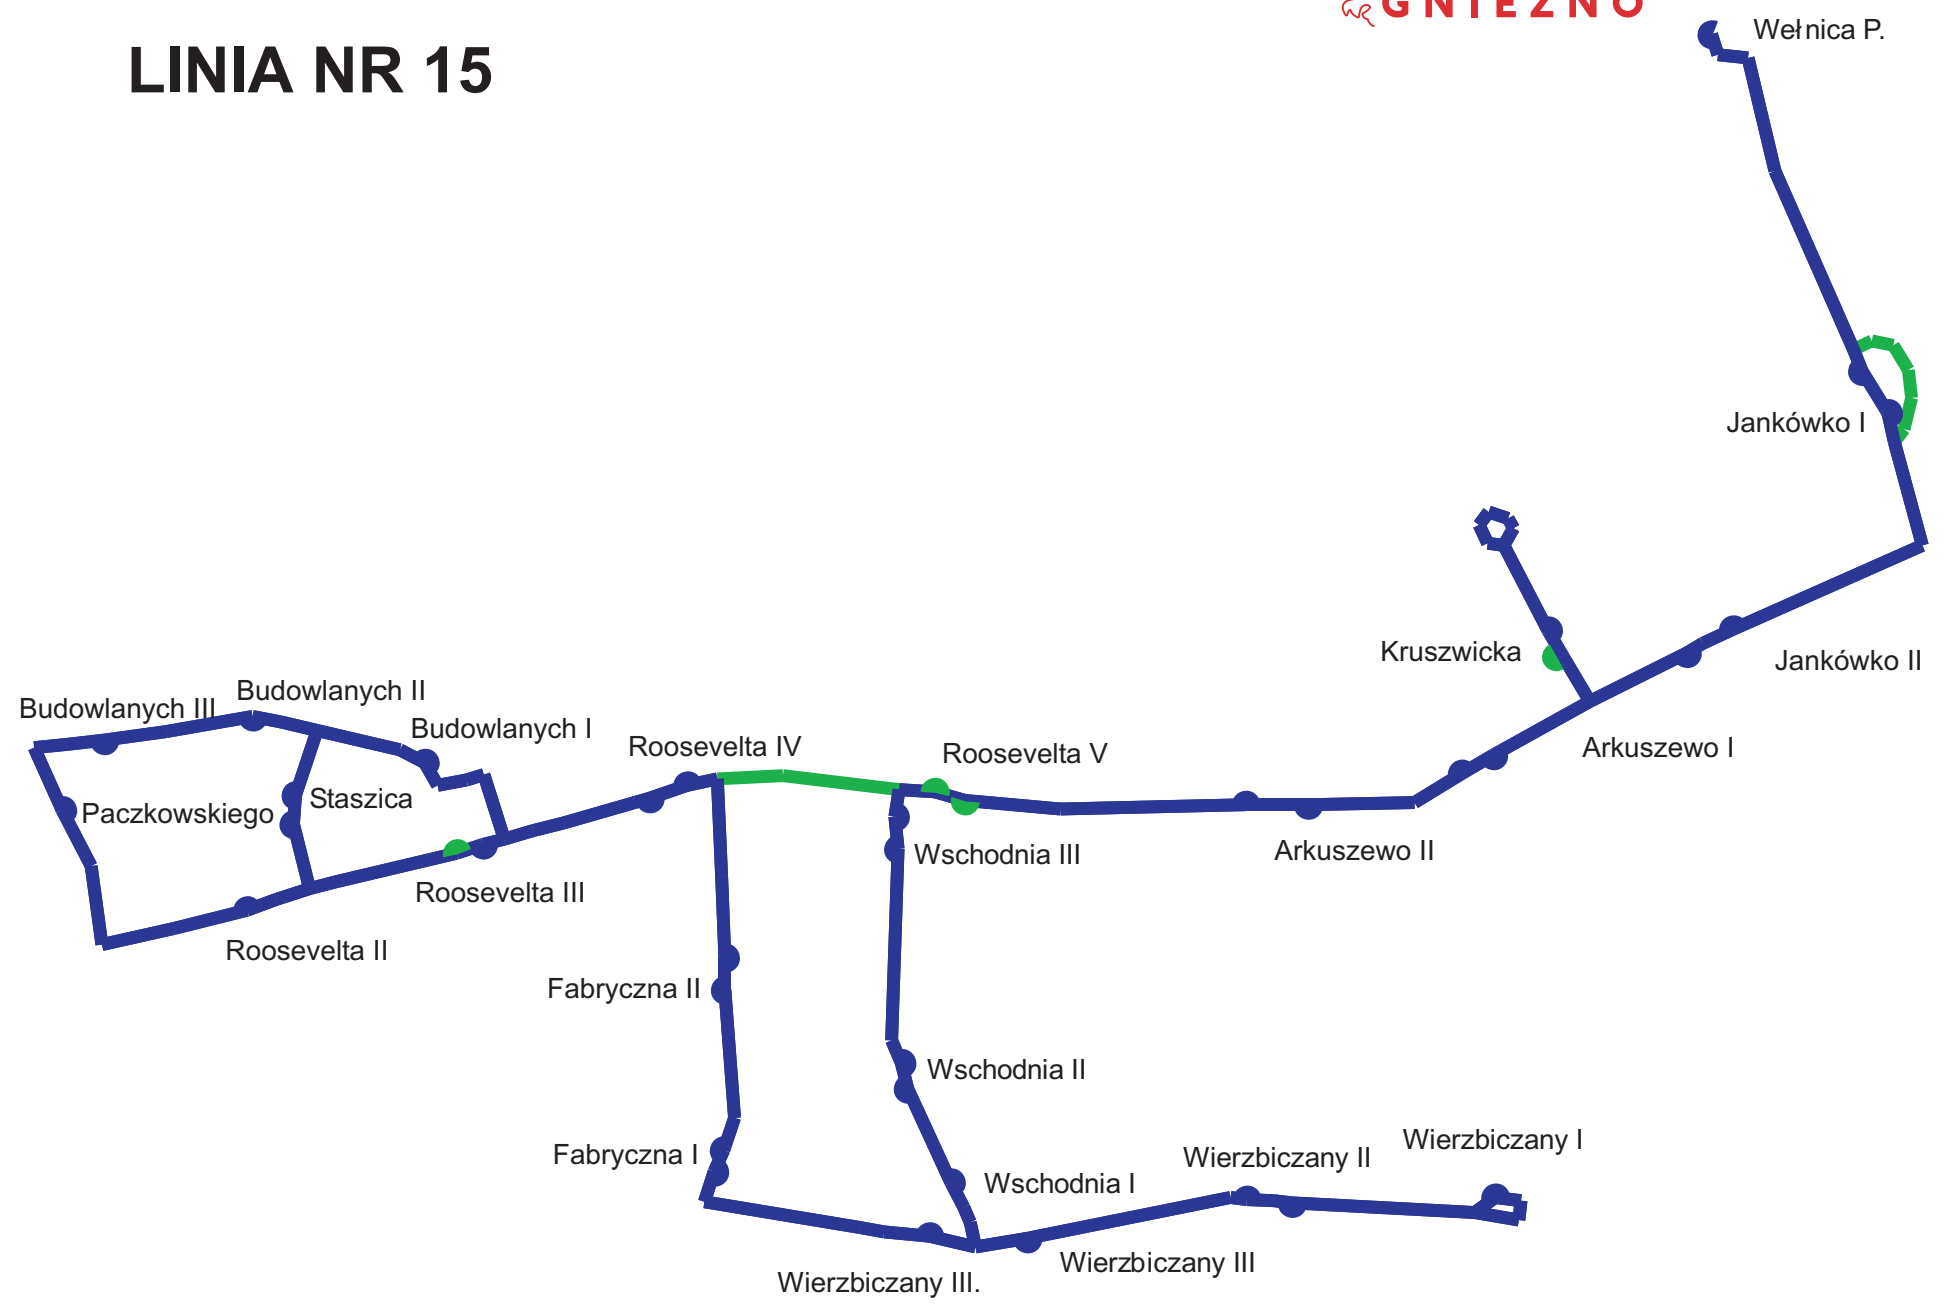 GNIEZNO
Wełnica P.
LINIA NR 15
Jankówko I
Kruszwicka
Jankówko II
Budowlanych II
Budowlanych III
Budowlanych I
Roosevelta IV
Roosevelta V
Arkuszewo I
Staszica
Paczkowskiego
Arkuszewo II
Wschodnia III
Roosevelta III
Roosevelta II
Fabryczna II
Wschodnia II
Wierzbiczany I
Fabryczna I
Wierzbiczany II
Wschodnia I
Wierzbiczany III
Wierzbiczany III.